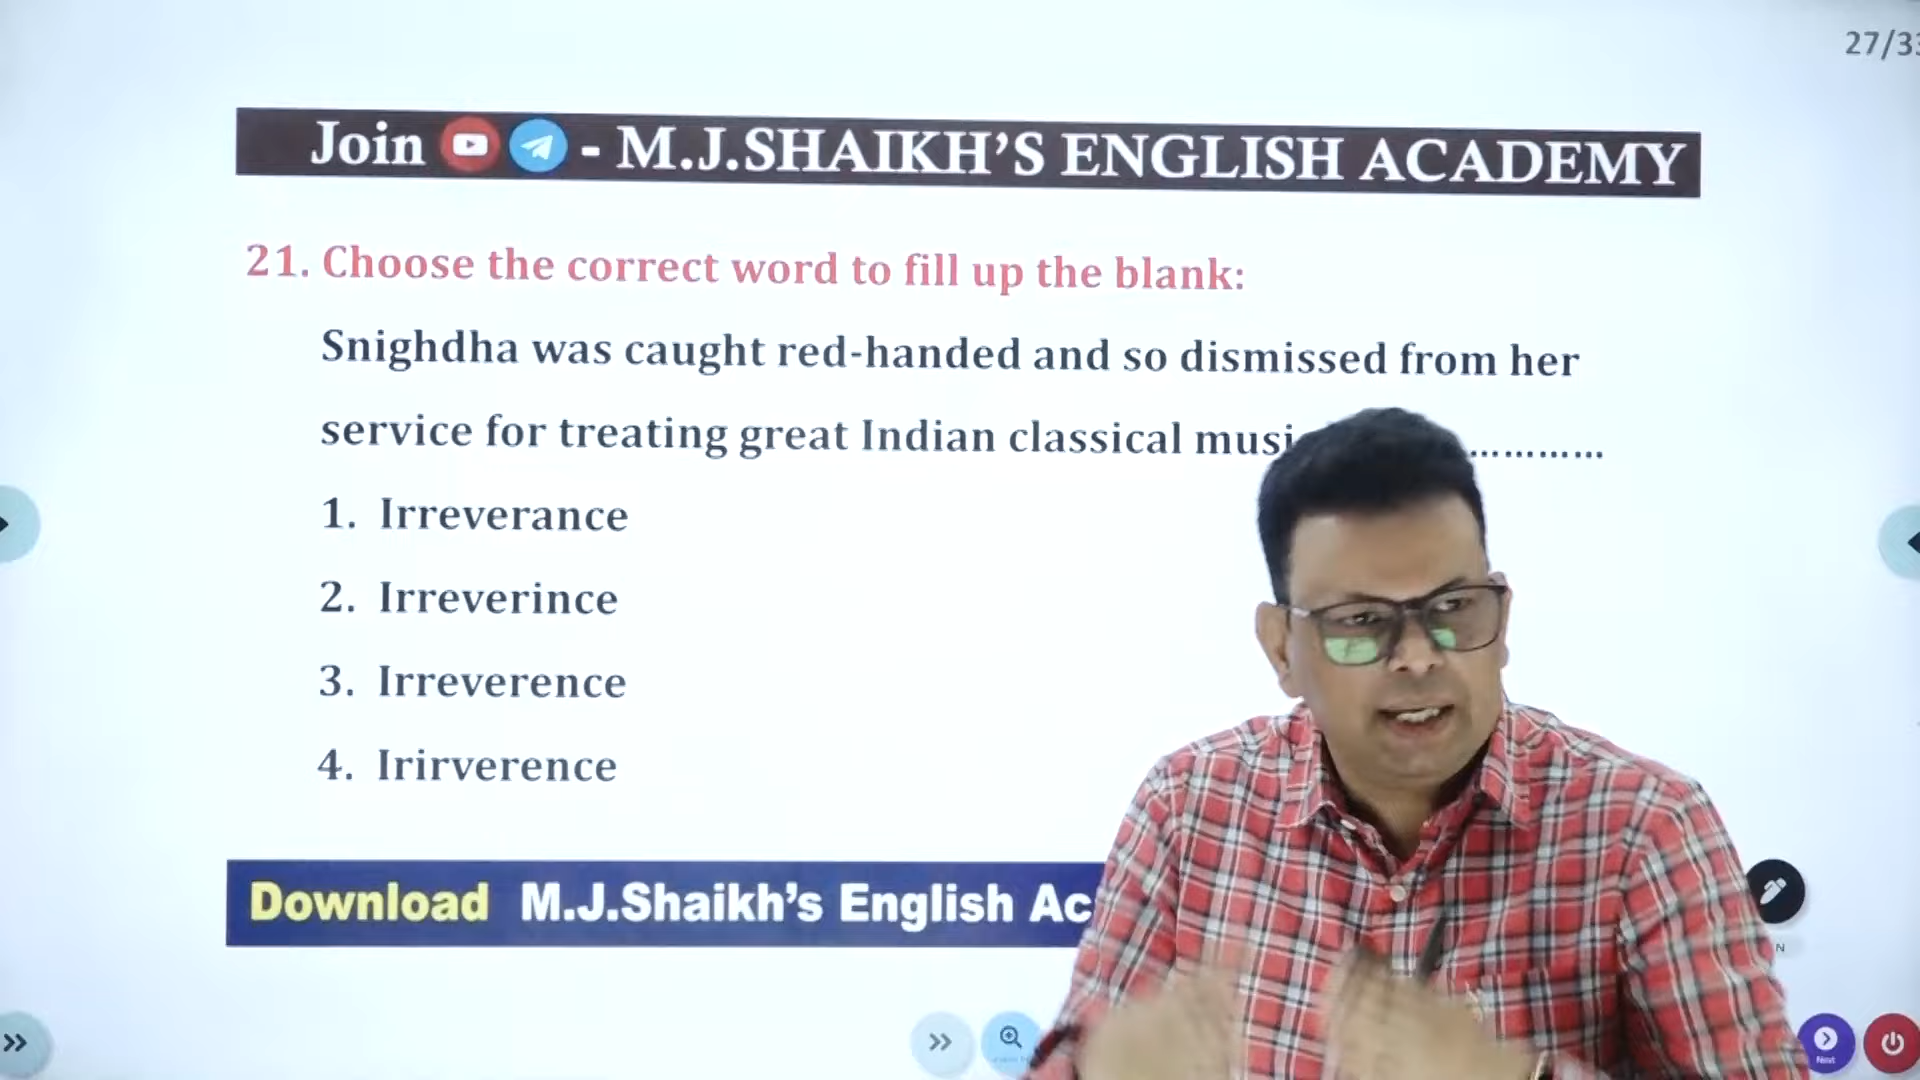 27/33
Join - M.J.SHAIKH'S ENGLISH ACADEMY
21. Choose the correct word to fill up the blank:
Snighdha was caught red-handed and so dismissed from her
service for treating great Indian classical musi ............
1. Irreverance
2. Irreverince
3. Irreverence
4. Irirverence
Download M.J.Shaikh's English Ac
N
Next